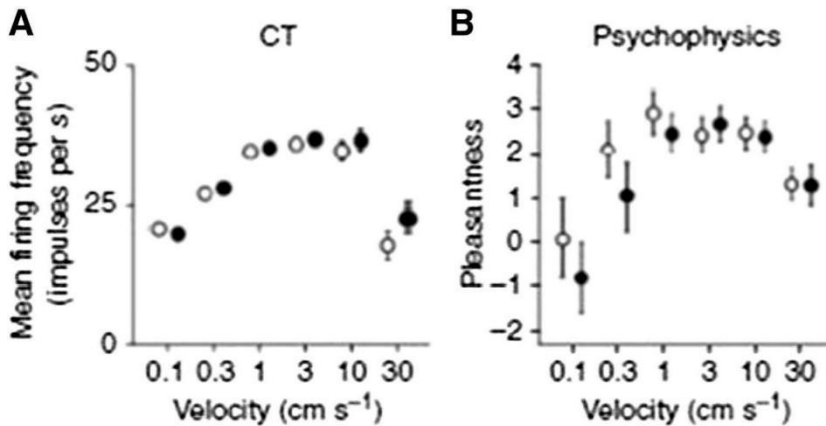 A
CT
Mean firing frequency
(impulses per s)
50
25
0
0.1 0.3 1 3 10 30
Velocity (cm s⁻¹)
B
Psychophysics
Pleasantness
4
3
2
1
0
−1
−2
0.1 0.3 1 3 10 30
Velocity (cm s⁻¹)